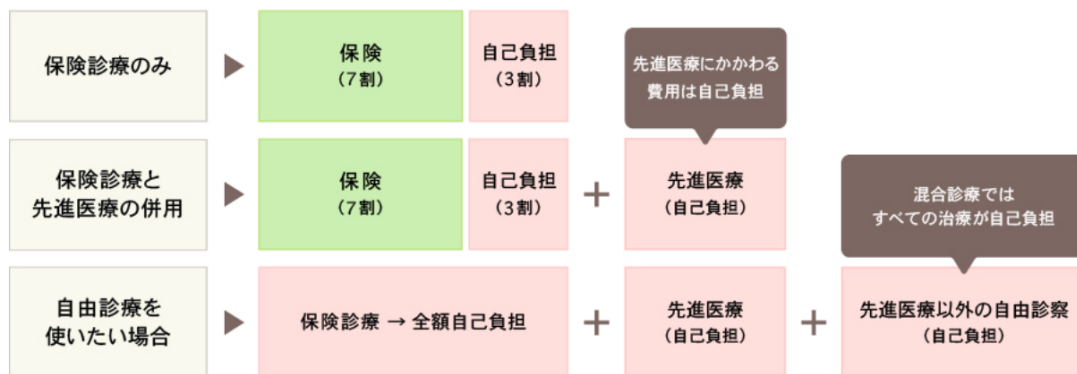 保険診療のみ
保険
(7割)
自己負担
(3割)
先進医療にかかわる
費用は自己負担
保険診療と
先進医療の併用
保険
(7割)
自己負担
(3割)
+
先進医療
(自己負担)
混合診療では
すべての治療が自己負担
自由診療を
使いたい場合
保険診療 → 全額自己負担
+
先進医療
(自己負担)
+
先進医療以外の自由診察
(自己負担)